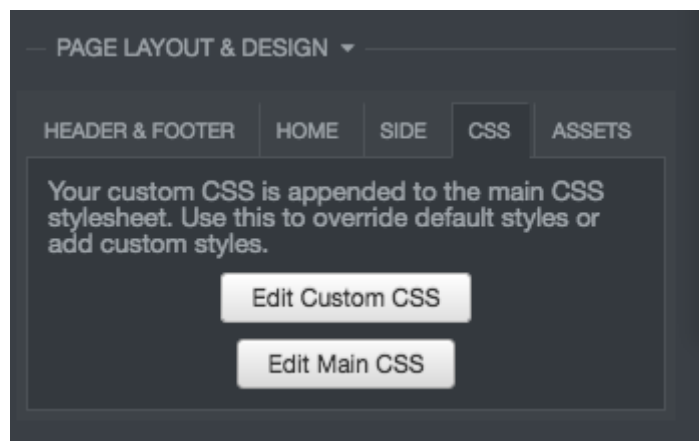 PAGE LAYOUT & DESIGN
HEADER & FOOTER HOME SIDE CSS ASSETS
Your custom CSS is appended to the main CSS
stylesheet. Use this to override default styles or
add custom styles.
Edit Custom CSS
Edit Main CSS